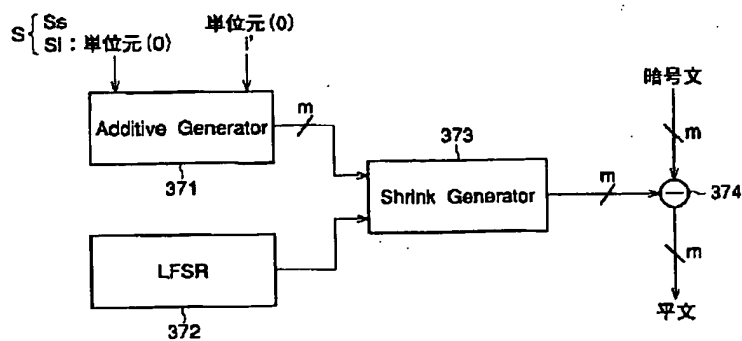 S{ Ss
SI : 単位元(0)
単位元(0)
I'
Additive Generator
m
371
LFSR
372
373
Shrink Generator
m
暗号文
m
−
374
m
平文